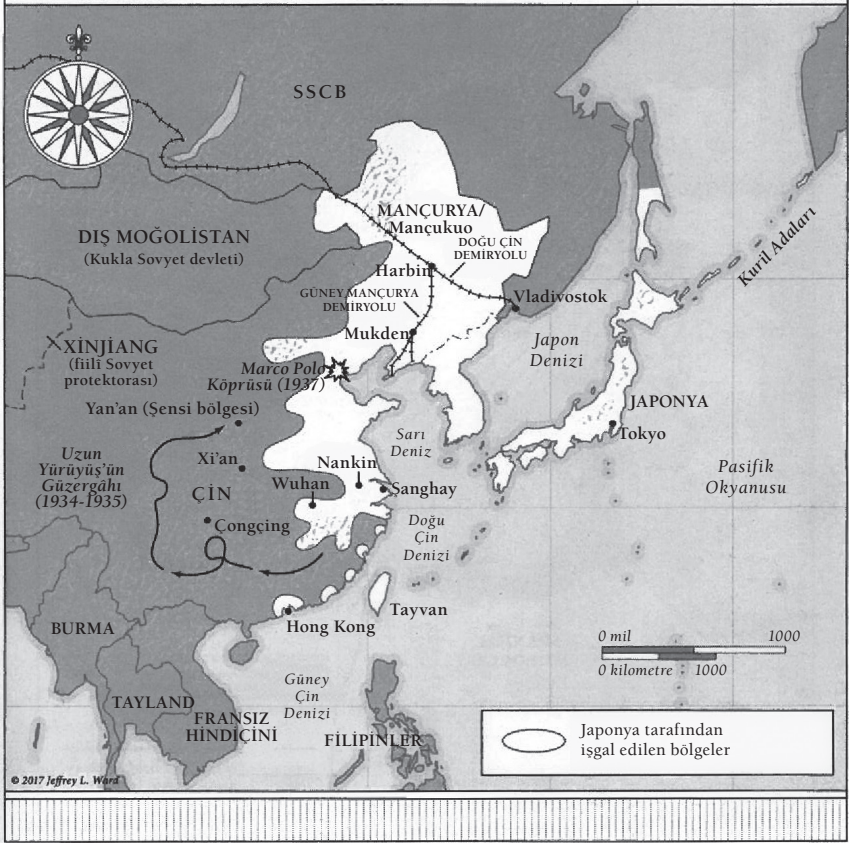 SSCB
MANÇURYA/
Mançukuo
DOĞU ÇİN
DEMİRYOLU
DIŞ MOĞOLİSTAN
(Kukla Sovyet devleti)
Harbin
GÜNEY MANÇURYA
DEMİRYOLU
Vladivostok
Kuril Adaları
Mukden
Japon
Denizi
XİNJİANG
(fiilî Sovyet
protektorası)
Marco Polo
Köprüsü (1937)
Yan'an (Şensi bölgesi)
JAPONYA
Tokyo
Sarı
Deniz
Uzun
Yürüyüş'ün
Güzergâhı
(1934-1935)
Xi'an
Nankin
Wuhan
Şanghay
Pasifik
Okyanusu
ÇİN
Congçing
Doğu
Çin
Denizi
Tayvan
BURMA
Hong Kong
0 mil 1000
0 kilometre 1000
Güney
Çin
Denizi
TAYLAND
FRANSIZ
HİNDİÇİNİ
FİLİPİNLER
Japonya tarafından
işgal edilen bölgeler
© 2017 Jeffrey L. Ward